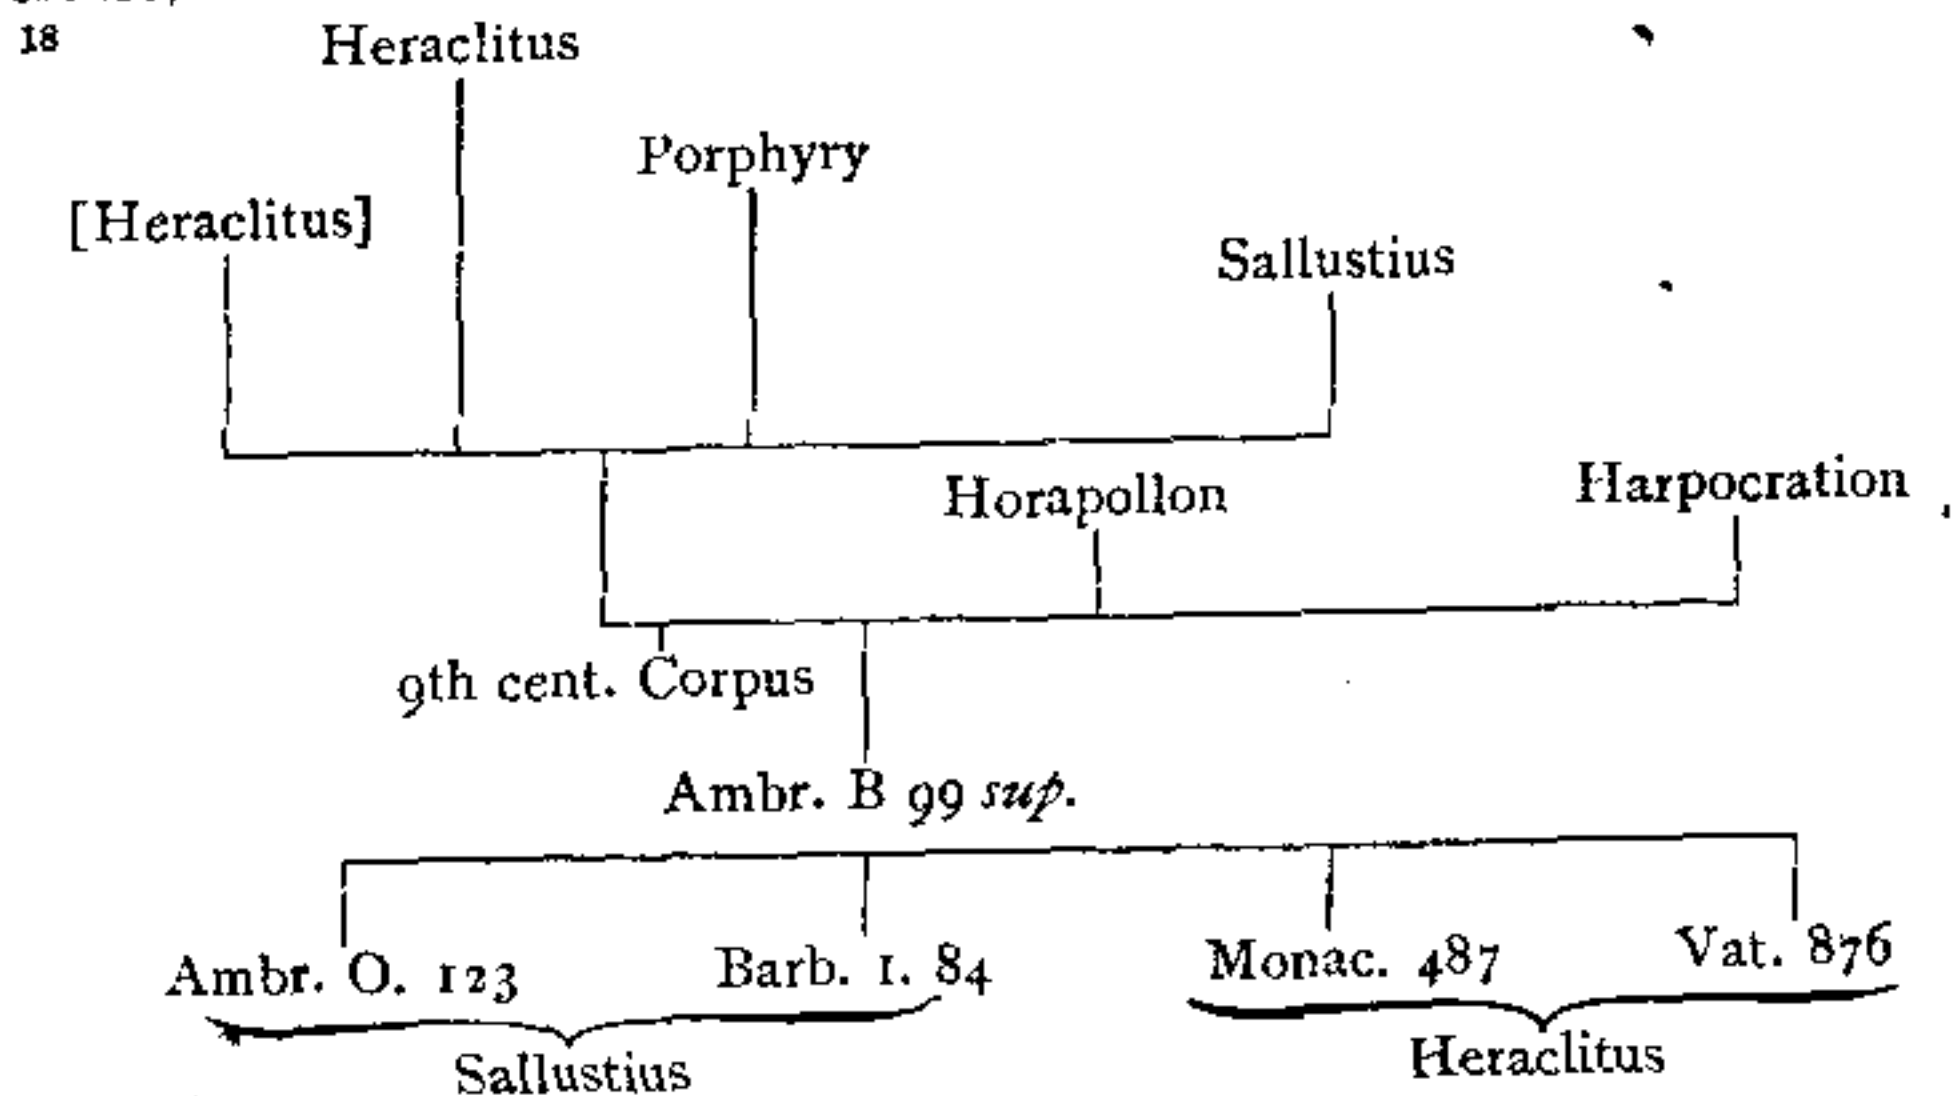 18
Heraclitus
Porphyry
[Heraclitus]
Sallustius
Horapollon
Harpocration
9th cent. Corpus
Ambr. B 99 sup.
Ambr. O. 123
Barb. I. 84
Monac. 487
Vat. 876
Sallustius
Heraclitus